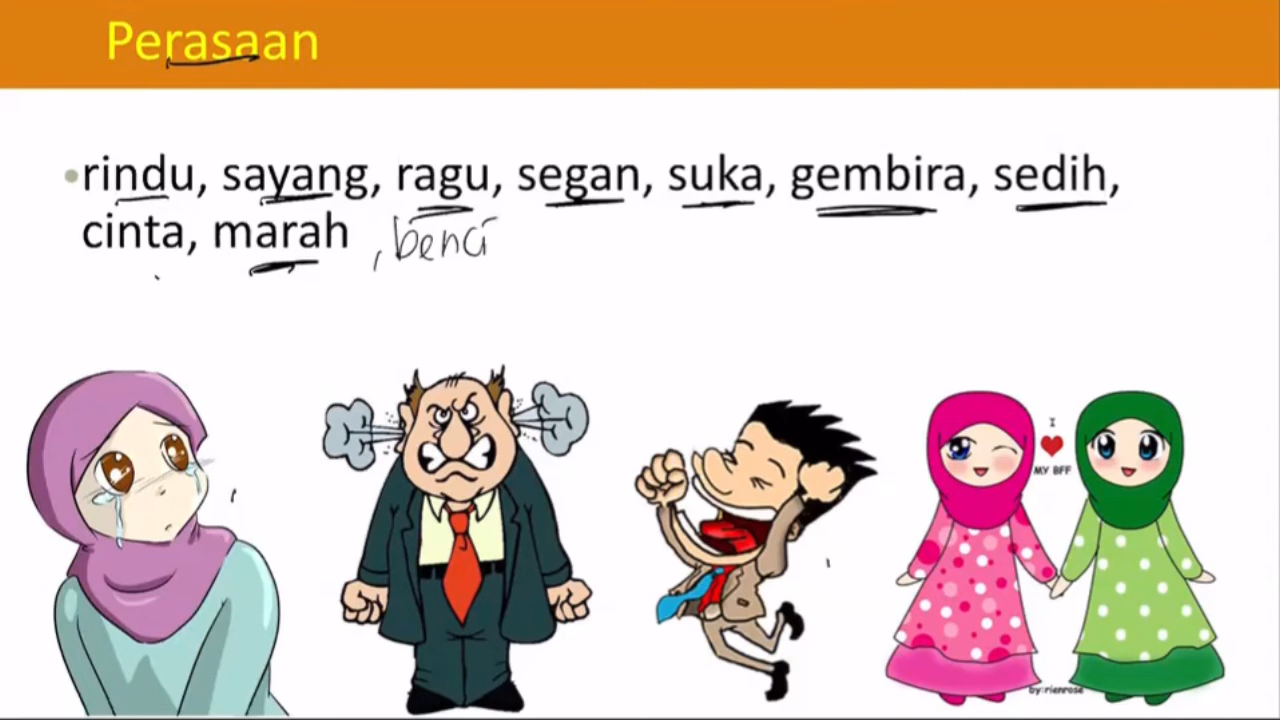 Perasaan
•rindu, sayang, ragu, segan, suka, gembira, sedih,
cinta, marah , benci
I
MY BFF
by:rienrose